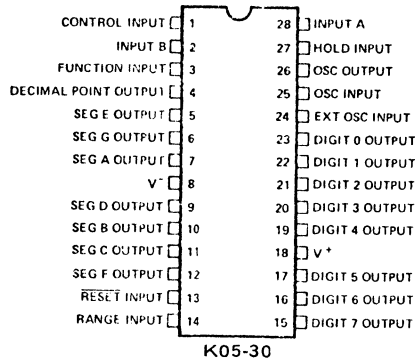 CONTROL INPUT 1
INPUT B 2
FUNCTION INPUT 3
DECIMAL POINT OUTPUT 4
SEG E OUTPUT 5
SEG G OUTPUT 6
SEG A OUTPUT 7
V- 8
SEG D OUTPUT 9
SEG B OUTPUT 10
SEG C OUTPUT 11
SEG F OUTPUT 12
RESET INPUT 13
RANGE INPUT 14
28 INPUT A
27 HOLD INPUT
26 OSC OUTPUT
25 OSC INPUT
24 EXT OSC INPUT
23 DIGIT 0 OUTPUT
22 DIGIT 1 OUTPUT
21 DIGIT 2 OUTPUT
20 DIGIT 3 OUTPUT
19 DIGIT 4 OUTPUT
18 V+
17 DIGIT 5 OUTPUT
16 DIGIT 6 OUTPUT
15 DIGIT 7 OUTPUT
K05-30